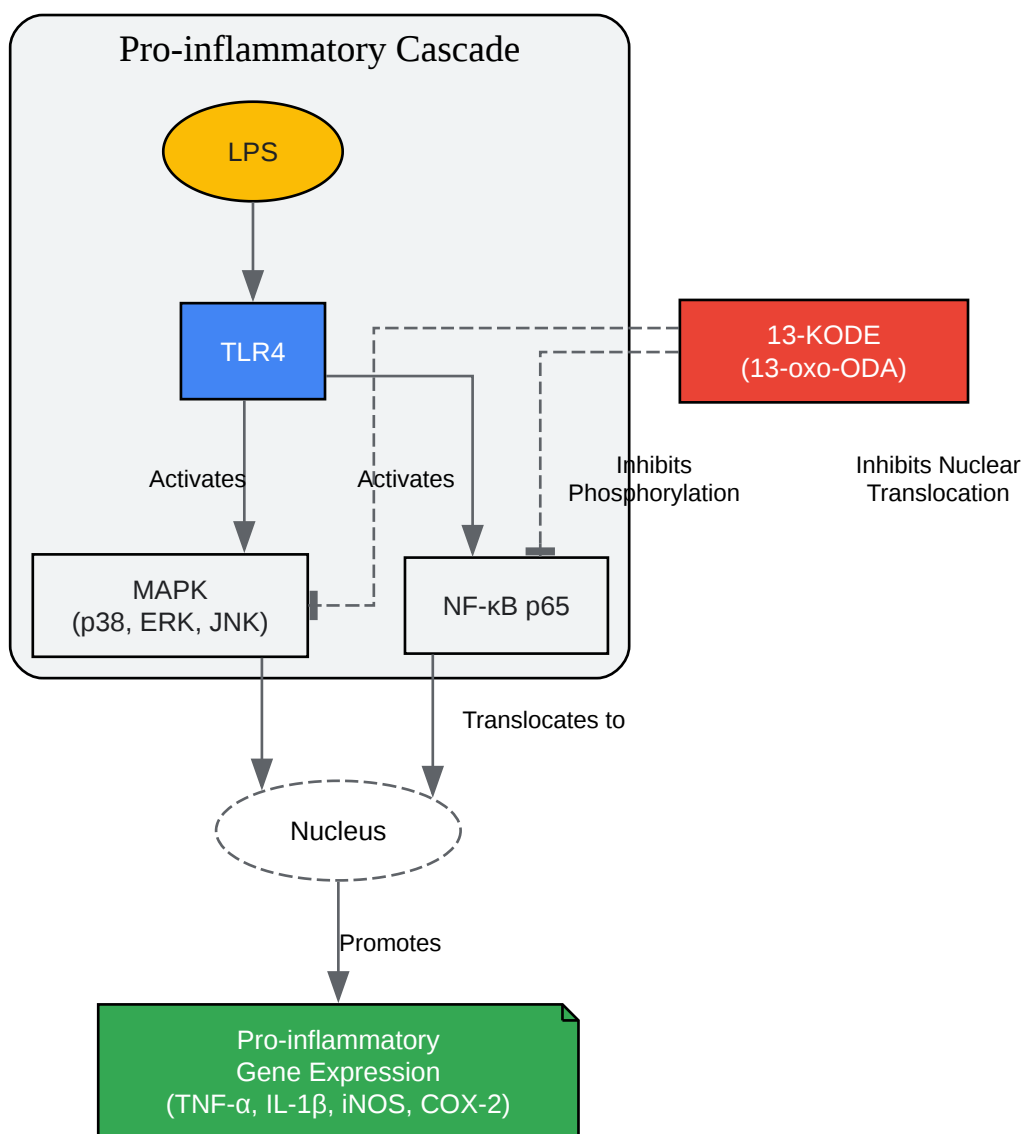 Pro-inflammatory Cascade
LPS
TLR4
13-KODE
(13-oxo-ODA)
Activates
Activates
Inhibits
Phosphorylation
Inhibits Nuclear
Translocation
MAPK
(p38, ERK, JNK)
NF-κB p65
Translocates to
Nucleus
Promotes
Pro-inflammatory
Gene Expression
(TNF-α, IL-1β, iNOS, COX-2)